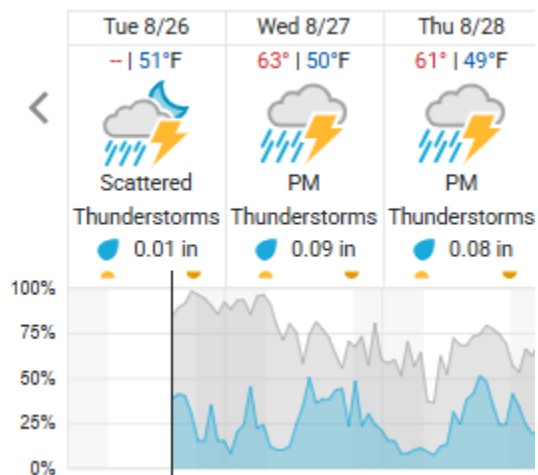 Tue 8/26 Wed 8/27 Thu 8/28
-- | 51°F 63° | 50°F 61° | 49°F
Scattered PM PM
Thunderstorms Thunderstorms Thunderstorms
0.01 in 0.09 in 0.08 in
100%
75%
50%
25%
0%